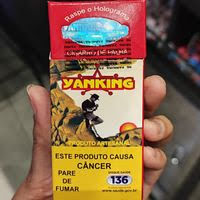 Raspe o Holograma
YANKING
PRODUTO ARTESANAL
ESTE PRODUTO CAUSA
CÂNCER
PARE
DE
FUMAR
DISQUE SAÚDE
136
www.saude.gov.br